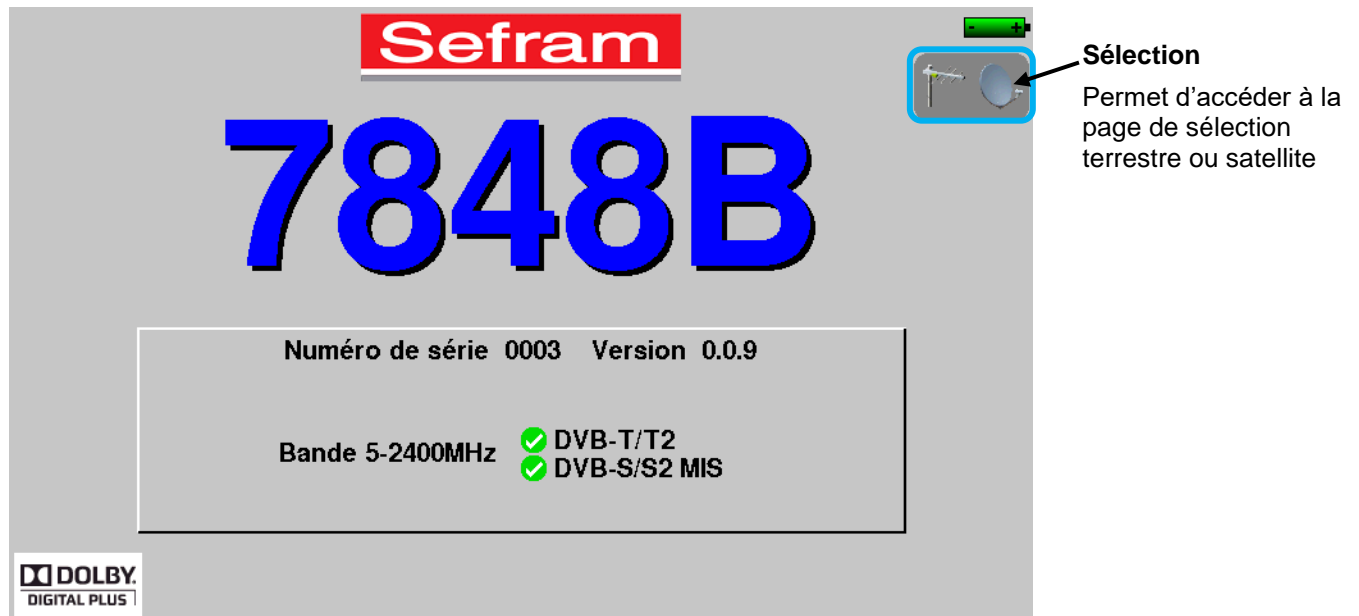 Sefram
Sélection
Permet d’accéder à la
page de sélection
terrestre ou satellite
7848B
Numéro de série 0003 Version 0.0.9
Bande 5-2400MHz
DVB-T/T2
DVB-S/S2 MIS
DOLBY.
DIGITAL PLUS